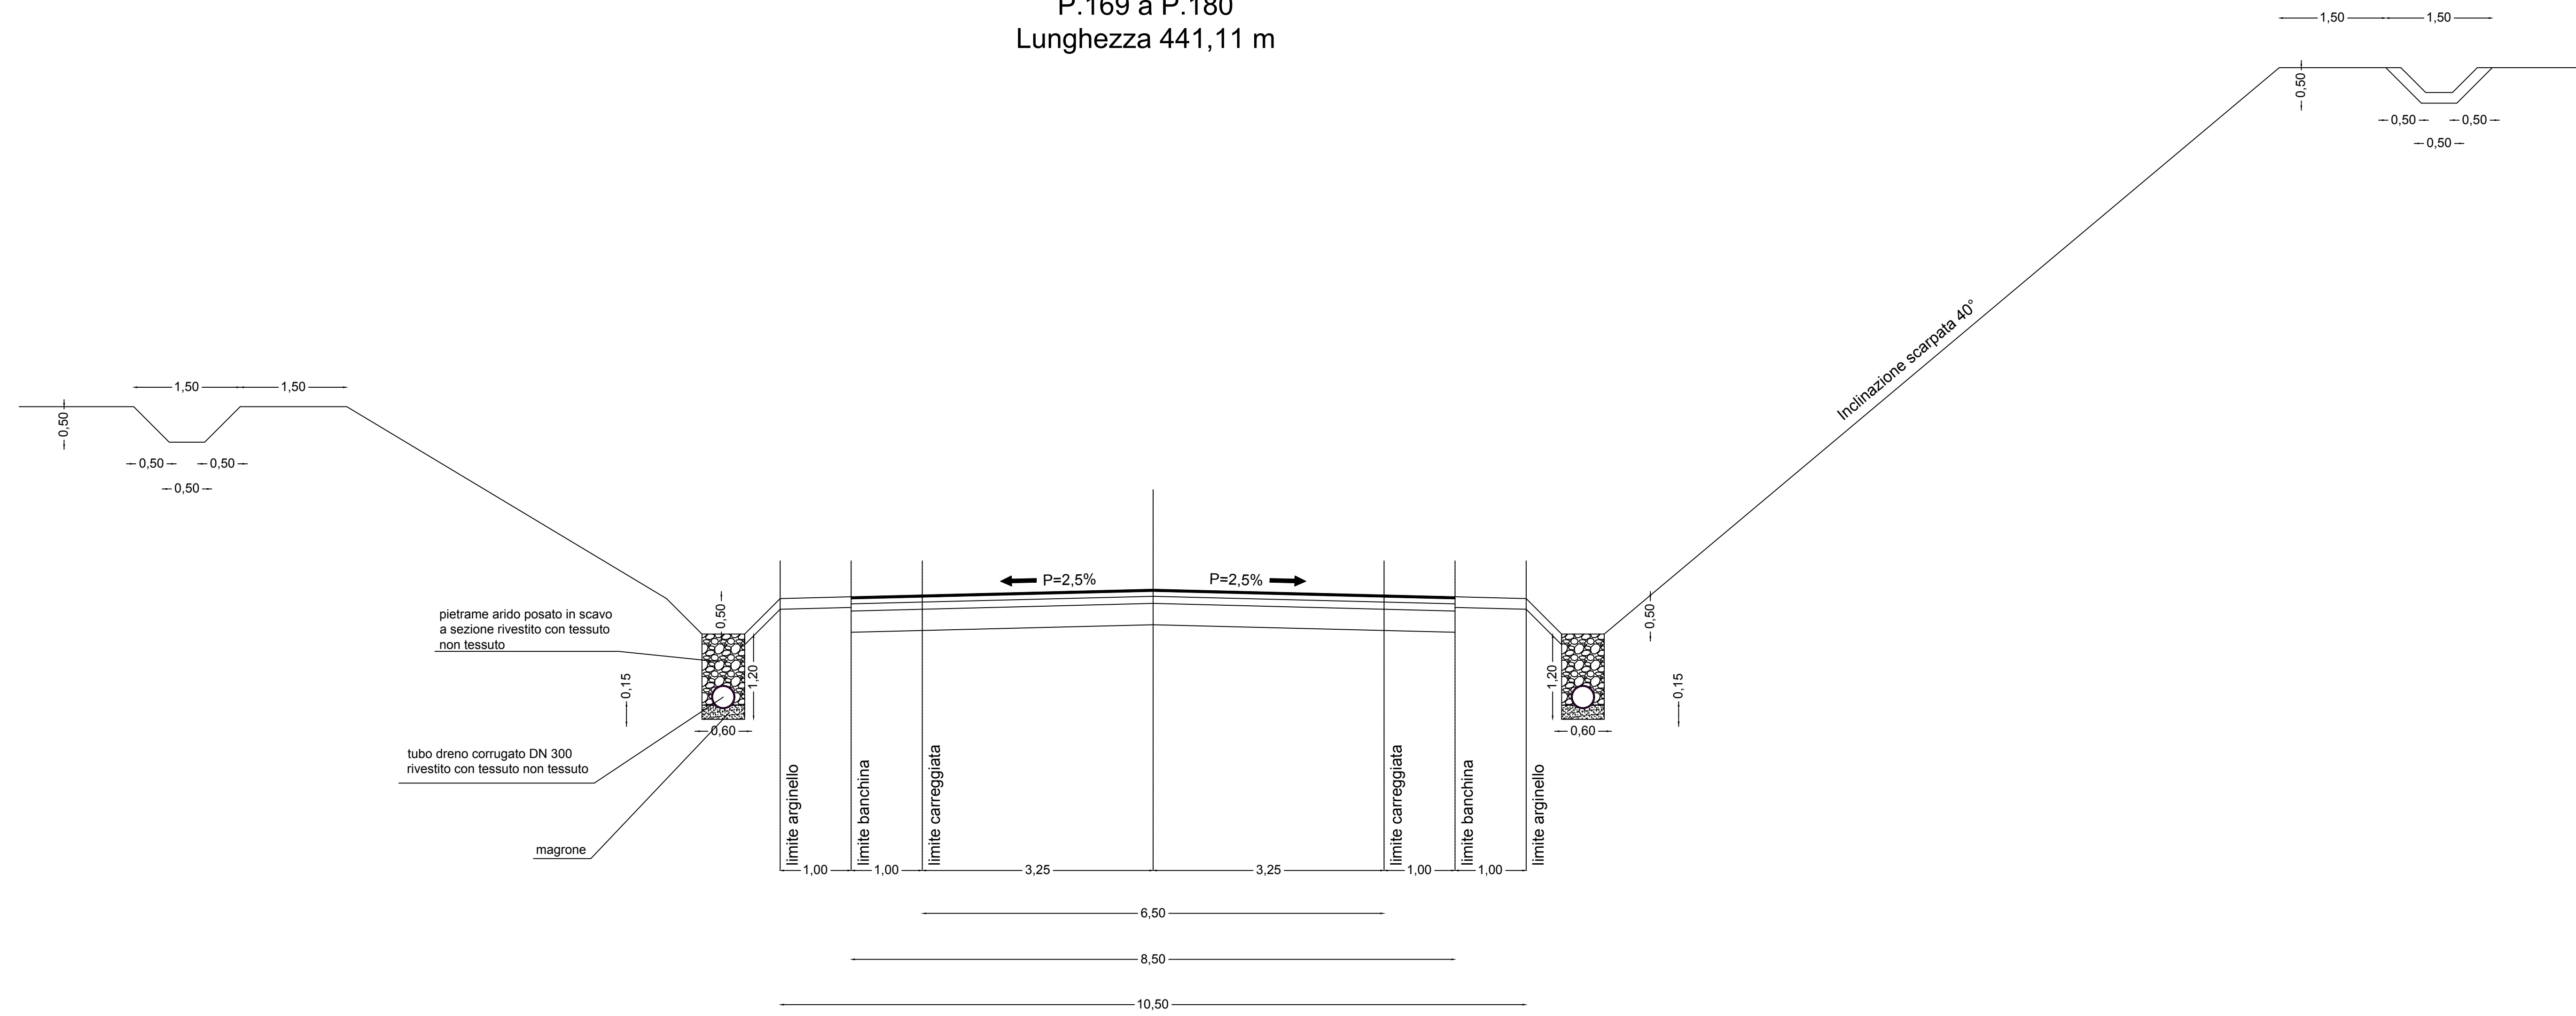 P.169 a P.180
Lunghezza 441,11 m
1,50
1,50
0,50
0,50
0,50
0,50
Inclinazione scarpata 40°
1,50
1,50
0,50
0,50
0,50
0,50
P=2,5%
P=2,5%
pietrame arido posato in scavo
a sezione rivestito con tessuto
non tessuto
0,50
1,20
0,15
0,60
tubo dreno corrugato DN 300
rivestito con tessuto non tessuto
magrone
0,50
1,20
0,15
0,60
limite arginello
limite banchina
limite carreggiata
limite carreggiata
limite banchina
limite arginello
1,00
1,00
3,25
3,25
1,00
1,00
6,50
8,50
10,50